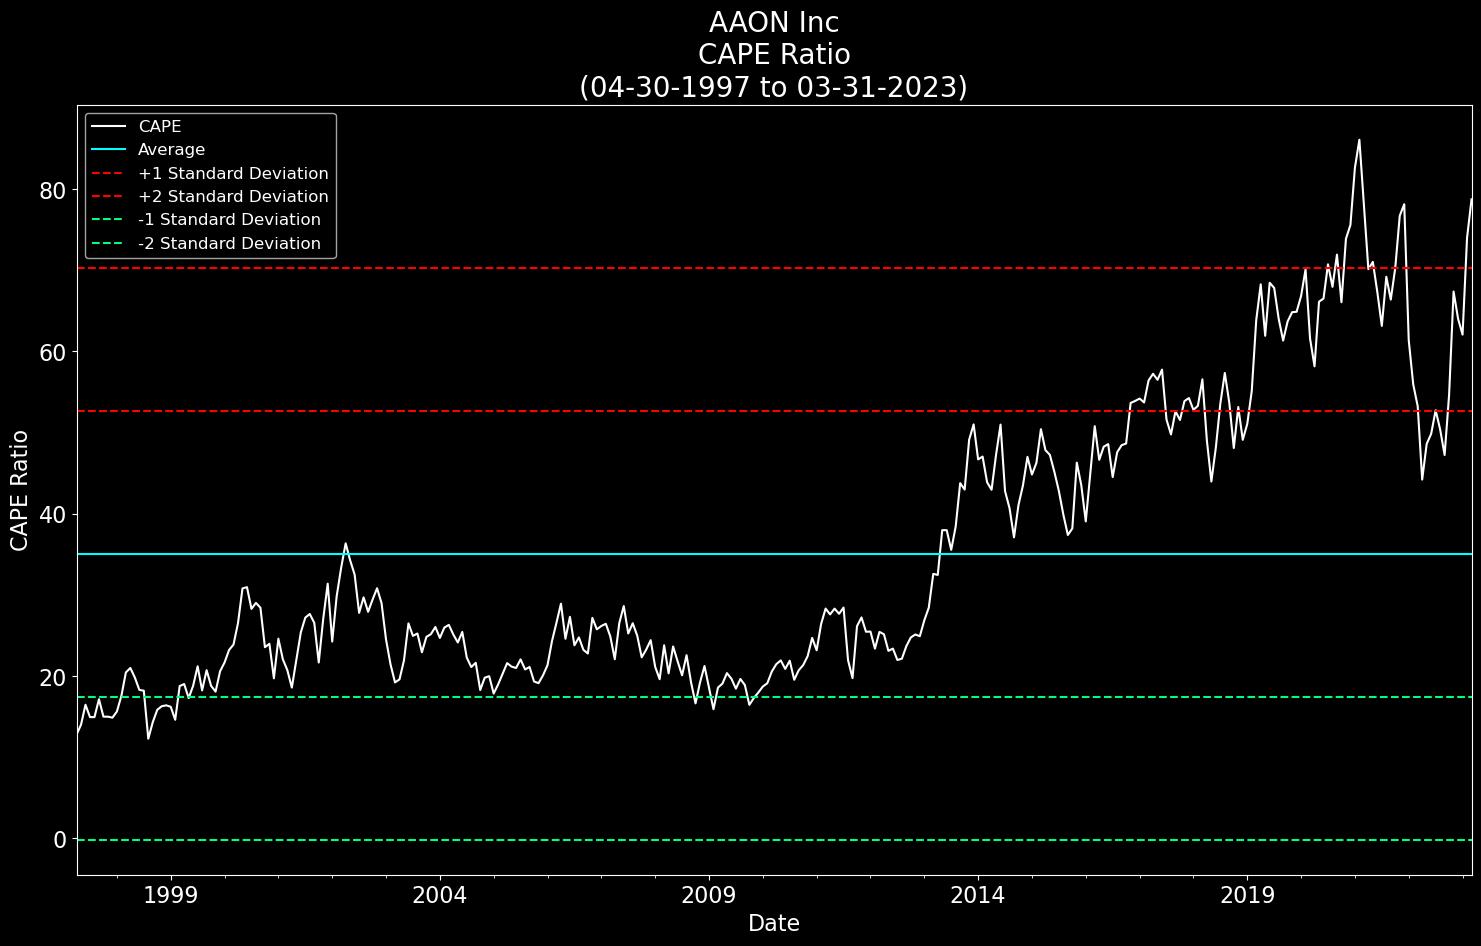 AAON Inc
CAPE Ratio
(04-30-1997 to 03-31-2023)
CAPE
Average
+1 Standard Deviation
+2 Standard Deviation
-1 Standard Deviation
-2 Standard Deviation
80
60
40
20
0
CAPE Ratio
1999 2004 2009 2014 2019
Date